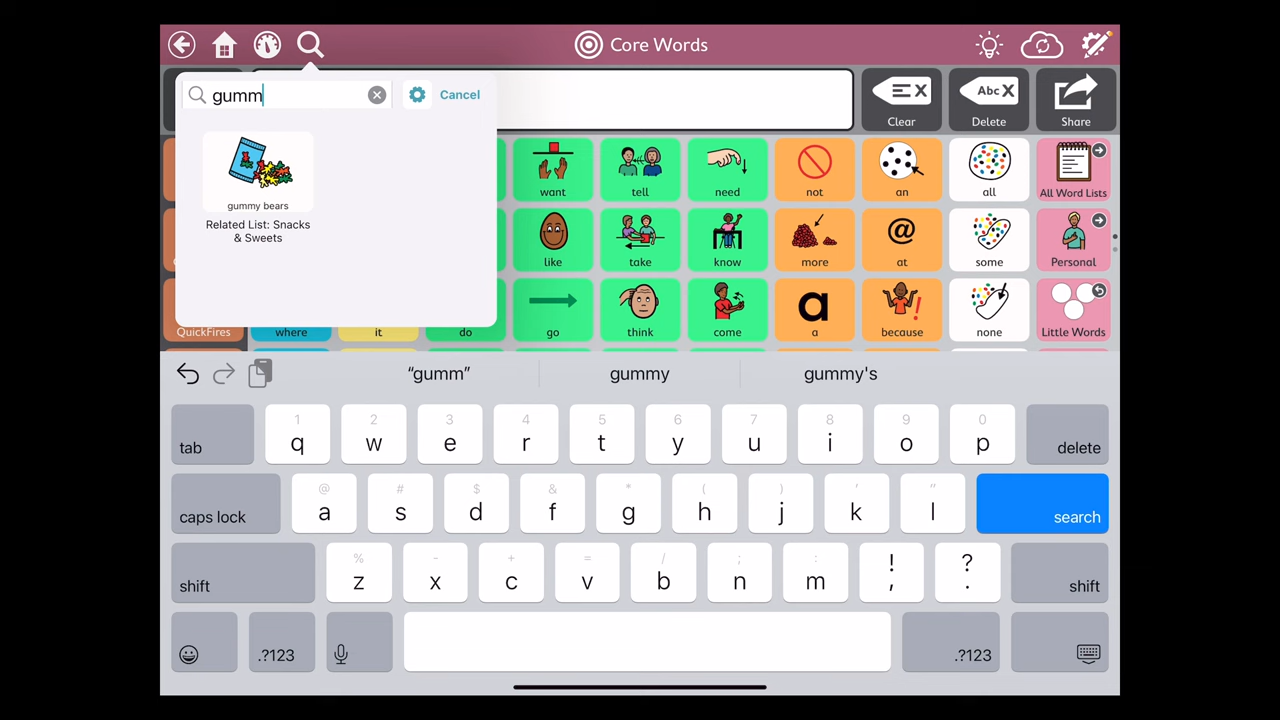 Core Words
gumm
Cancel
Clear
Abc X
Delete
Share
gummy bears
Related List: Snacks
& Sweets
want
tell
need
not
an
all
All Word Lists
like
take
know
more
@
at
some
Personal
QuickFires
where
it
do
go
think
come
a
a
because
none
Little Words
“gumm”
gummy
gummy's
1 2 3 4 5 6 7 8 9 0
tab q w e r t y u i o p delete
@ # $ & * ( ) ' "
caps lock a s d f g h j k l search
% - + = / ; : ! ?
shift z x c v b n m , . shift
.?123 .?123